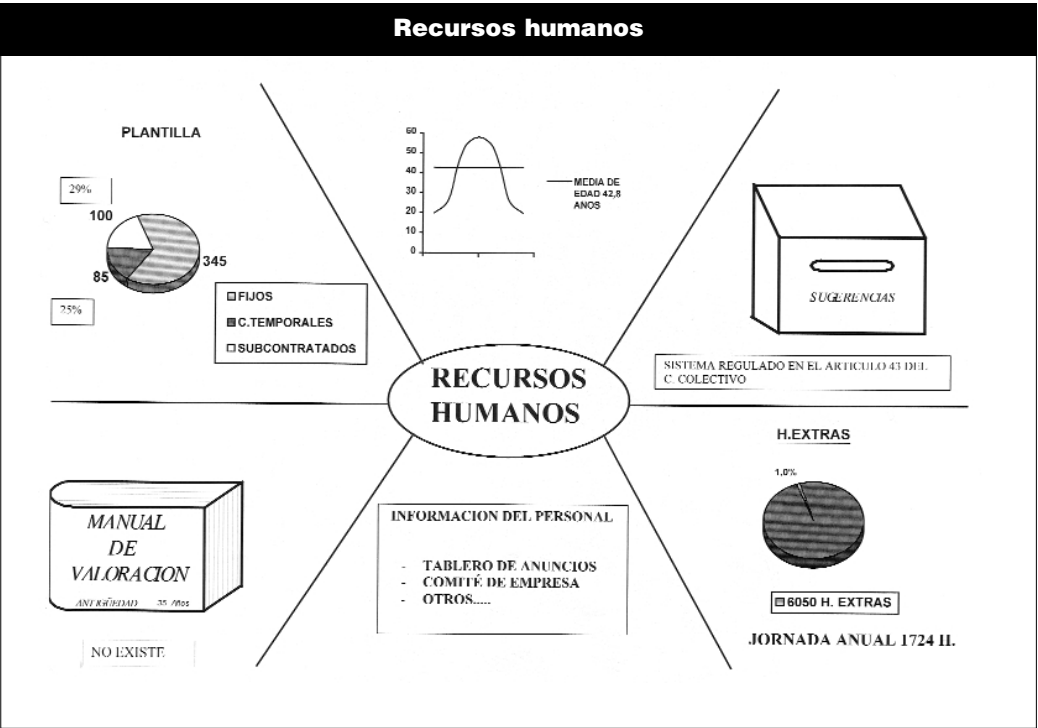 Recursos humanos
PLANTILLA
29%
100
345
85
25%
FIJOS
C.TEMPORALES
SUBCONTRATADOS
60
50
40
30
20
10
0
MEDIA DE
EDAD 42,8
ANOS
SUGERENCIAS
SISTEMA REGULADO EN EL ARTICULO 43 DEL
C. COLECTIVO
RECURSOS
HUMANOS
MANUAL
DE
VALORACION
ANTIGÜEDAD 35 Años
NO EXISTE
INFORMACION DEL PERSONAL
- TABLERO DE ANUNCIOS
- COMITÉ DE EMPRESA
- OTROS.....
H.EXTRAS
1,0%
6050 H. EXTRAS
JORNADA ANUAL 1724 H.